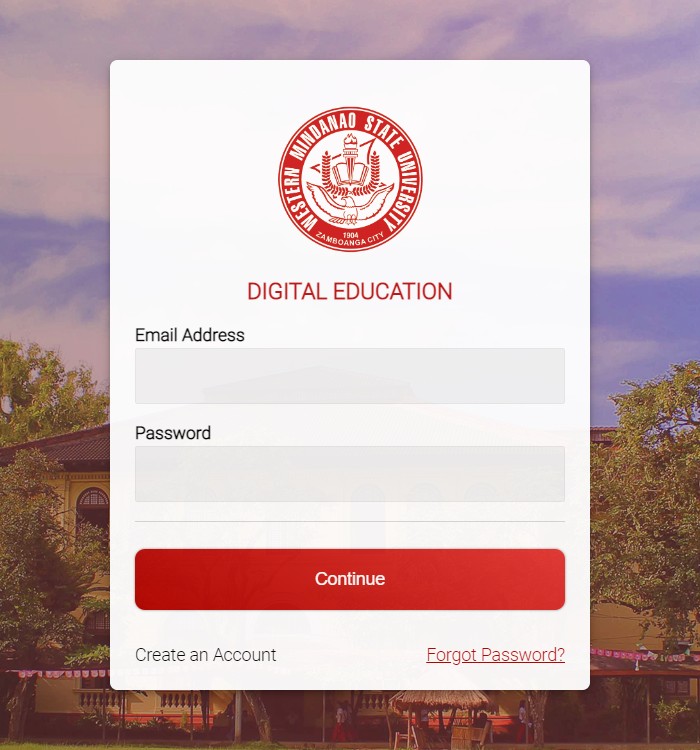 WESTERN MINDANAO STATE UNIVERSITY
1904
ZAMBOANGA CITY
DIGITAL EDUCATION
Email Address
Password
Continue
Create an Account
Forgot Password?